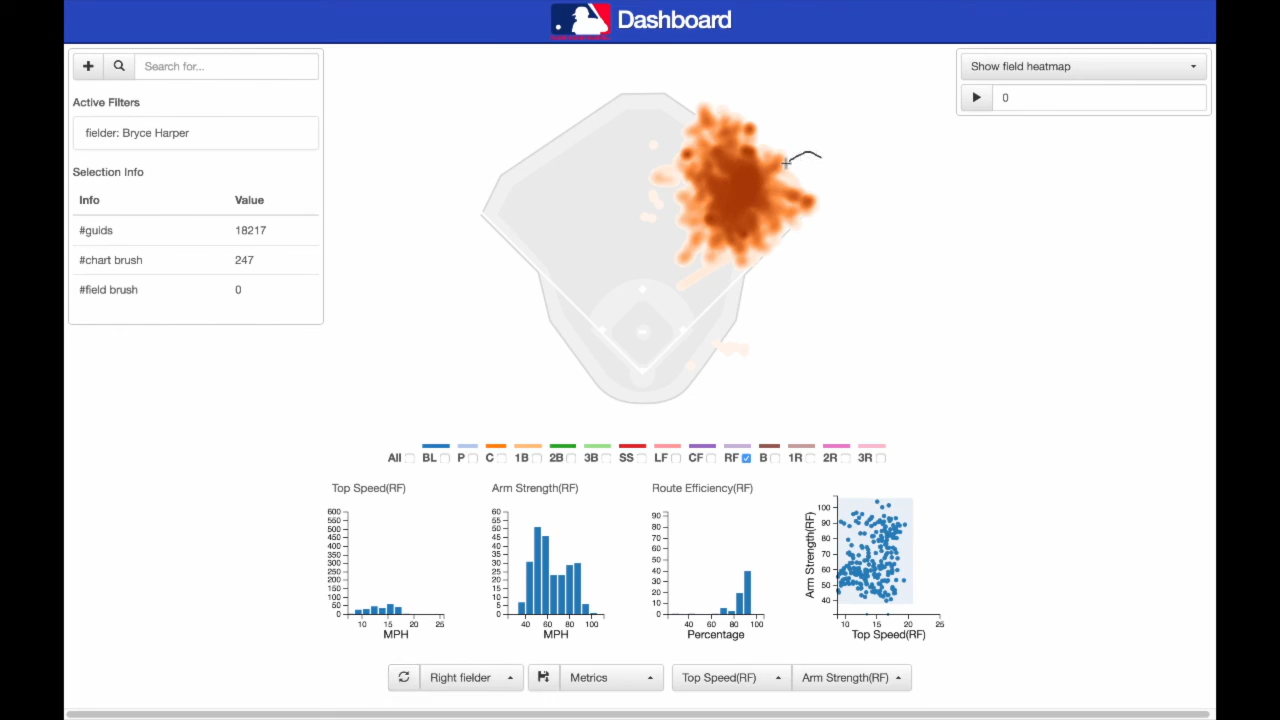 Dashboard
Search for...
Show field heatmap
0
Active Filters
fielder: Bryce Harper
Selection Info
Info Value
#guids 18217
#chart brush 247
#field brush 0
All BL P C 1B 2B 3B SS LF CF RF B 1R 2R 3R
Top Speed(RF)
600
550
500
450
400
350
300
250
200
150
100
50
0
10 15 20 25
MPH
Arm Strength(RF)
60
55
50
45
40
35
30
25
20
15
10
5
0
40 60 80 100
MPH
Route Efficiency(RF)
90
80
70
60
50
40
30
20
10
0
40 60 80 100
Percentage
Arm Strength(RF)
100
90
80
70
60
50
40
10 15 20 25
Top Speed(RF)
Right fielder Metrics Top Speed(RF) Arm Strength(RF)